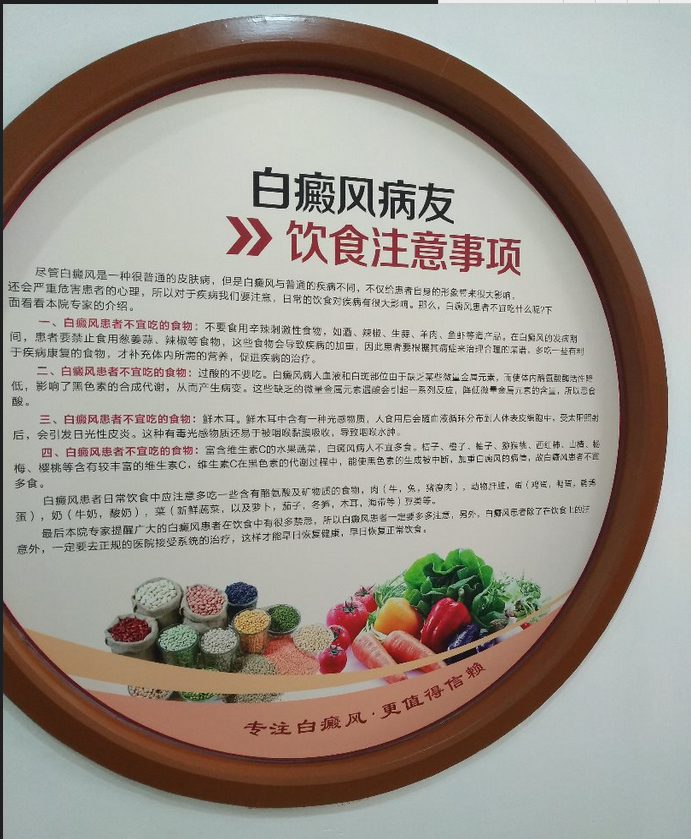 白癜风病友
饮食注意事项
尽管白癜风是一种很普通的皮肤病，但是白癜风与普通的疾病不同，不仅给患者自身的形象带来很大影响，
还会严重危害患者的心理，所以对于疾病我们要注意，日常的饮食对疾病有很大影响。那么，白癜风患者不宜吃什么呢？下
面看看本院专家的介绍。
一、白癜风患者不宜吃的食物：不要食用辛辣刺激性食物，如酒、辣椒、生蒜、羊肉、鱼虾等海产品。在白癜风的发病期
间，患者要禁止食用葱姜蒜、辣椒等食物，这些食物会导致疾病的加重，因此患者要根据其病症来治疗合理的菜谱，多吃一些有利
于疾病康复的食物，才补充体内所需的营养，促进疾病的治疗。
二、白癜风患者不宜吃的食物：过酸的不要吃。白癜风病人血液和白斑部位由于缺乏某些微量金属元素，而使体内酪氨酸酶活性降
低，影响了黑色素的合成代谢，从而产生病变。这些缺乏的微量金属元素遇酸会引起一系列反应，降低微量金属元素的含量，所以忌食
酸。
三、白癜风患者不宜吃的食物：鲜木耳。鲜木耳中含有一种光感物质，人食用后会随血液循环分布到人体表皮细胞中，受太阳照射
后，会引发日光性皮炎。这种有毒光感物质还易于被咽喉黏膜吸收，导致咽喉水肿。
四、白癜风患者不宜吃的食物：富含维生素C的水果蔬菜，白癜风病人不宜多食。桔子、橙子、柚子、猕猴桃、西红柿、山楂、杨
梅、樱桃等含有较丰富的维生素C，维生素C在黑色素的代谢过程中，能使黑色素的生成被中断，加重白癜风的病情，故白癜风患者不宜
多食。
白癜风患者日常饮食中应注意多吃一些含有酪氨酸及矿物质的食物，肉（牛，兔，猪瘦肉），动物肝脏，蛋（鸡蛋，鸭蛋，鹌鹑
蛋），奶（牛奶，酸奶），菜（新鲜蔬菜，以及萝卜，茄子，冬笋，木耳，海带等）豆类等。
最后本院专家提醒广大的白癜风患者在饮食中有很多禁忌，所以白癜风患者一定要多多注意，另外，白癜风患者除了在饮食上的注
意外，一定要去正规的医院接受系统的治疗，这样才能早日恢复健康，早日恢复正常饮食。
专注白癜风·更值得信赖